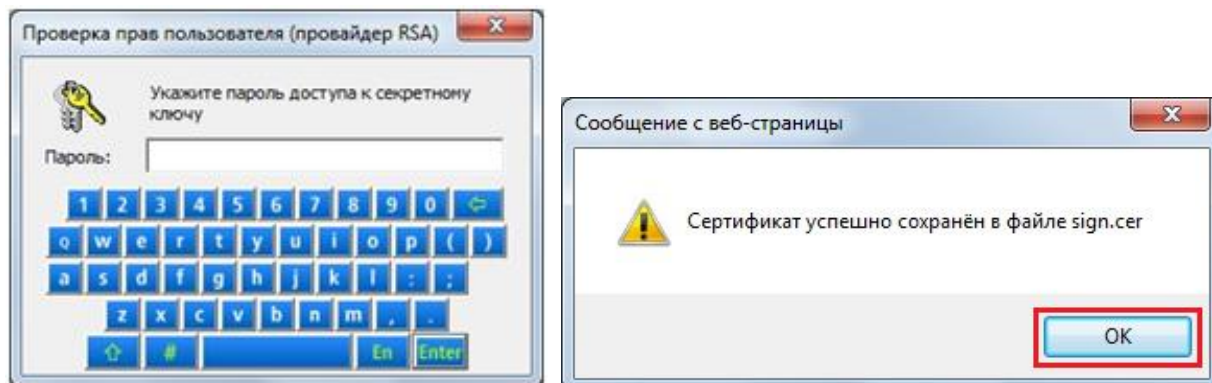 Проверка прав пользователя (провайдер RSA)
Укажите пароль доступа к секретному
ключу
Пароль:
1 2 3 4 5 6 7 8 9 0
q w e r t y u i o p ( )
a s d f g h j k l : ;
z x c v b n m , .
# En Enter
Сообщение с веб-страницы
Сертификат успешно сохранён в файле sign.cer
OK